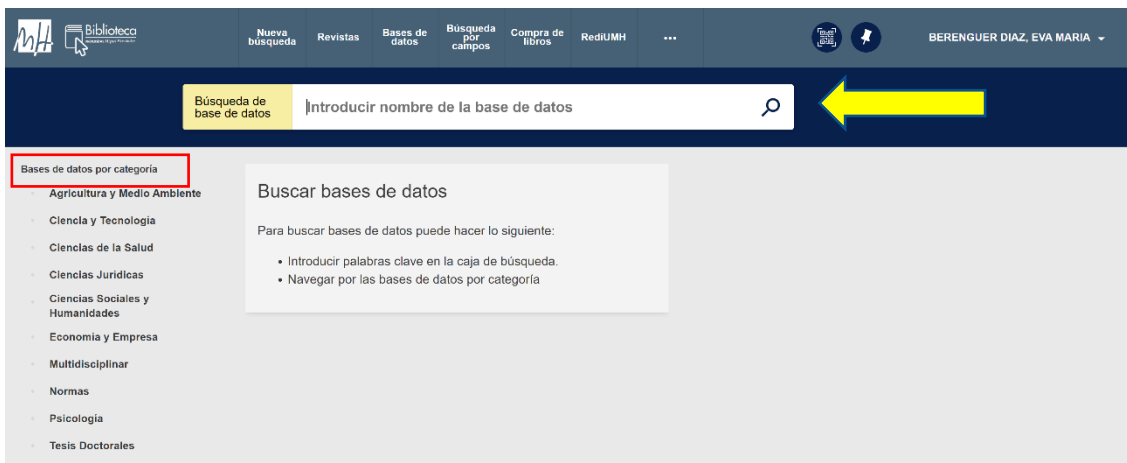 Biblioteca
Nueva búsqueda
Revistas
Bases de datos
Búsqueda por campos
Compra de libros
RediUMH
...
BERENGUER DIAZ, EVA MARIA
Búsqueda de base de datos
Introducir nombre de la base de datos
Bases de datos por categoría
Agricultura y Medio Ambiente
Ciencia y Tecnología
Ciencias de la Salud
Ciencias Jurídicas
Ciencias Sociales y
Humanidades
Economía y Empresa
Multidisciplinar
Normas
Psicología
Tesis Doctorales
Buscar bases de datos
Para buscar bases de datos puede hacer lo siguiente:
• Introducir palabras clave en la caja de búsqueda.
• Navegar por las bases de datos por categoría